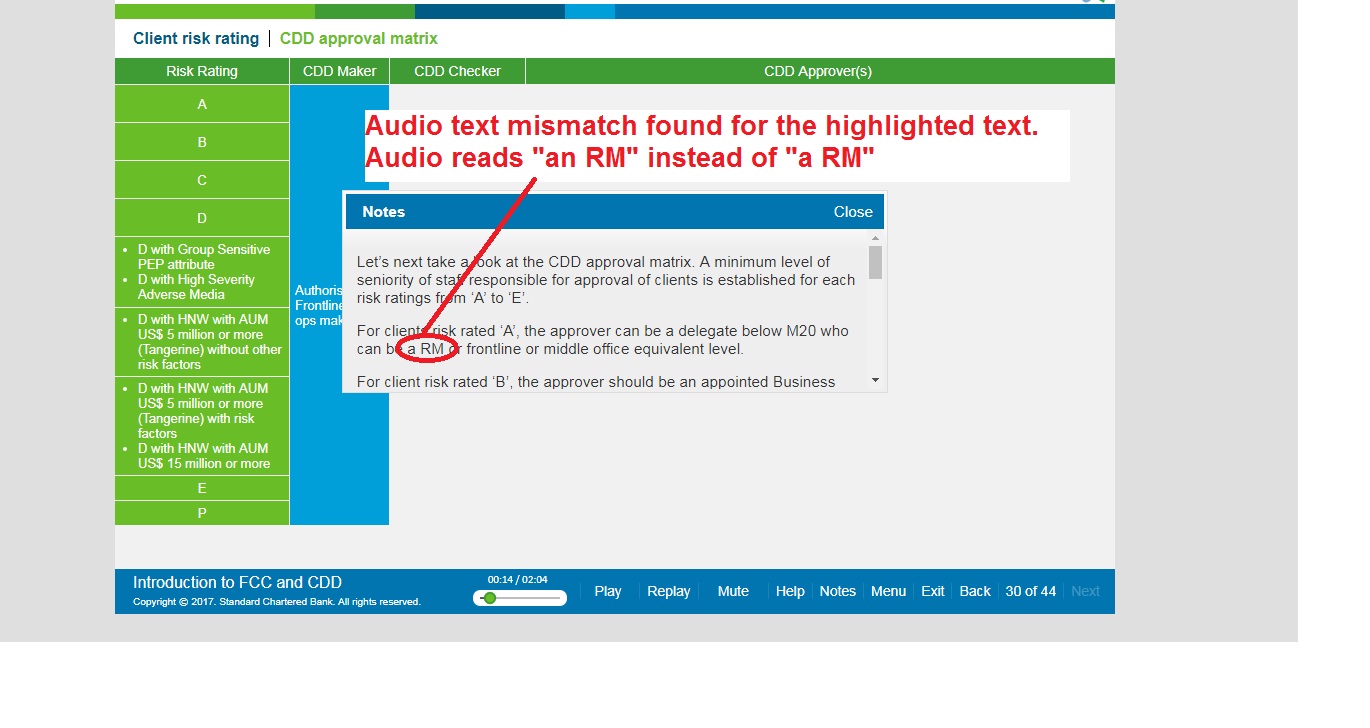 Client risk rating | CDD approval matrix
Risk Rating CDD Maker CDD Checker CDD Approver(s)
A
B
C
D
• D with Group Sensitive
PEP attribute
• D with High Severity
Adverse Media
• D with HNW with AUM
US$ 5 million or more
(Tangerine) without other
risk factors
• D with HNW with AUM
US$ 5 million or more
(Tangerine) with risk
factors
• D with HNW with AUM
US$ 15 million or more
E
P
Frontline
Audio text mismatch found for the highlighted text.
Audio reads "an RM" instead of "a RM"
Notes Close
Let’s next take a look at the CDD approval matrix. A minimum level of
seniority of staff responsible for approval of clients is established for each
risk ratings from ‘A’ to ‘E’.
For clients risk rated ‘A’, the approver can be a delegate below M20 who
can be a RM or frontline or middle office equivalent level.
For client risk rated ‘B’, the approver should be an appointed Business
Introduction to FCC and CDD
Copyright © 2017. Standard Chartered Bank. All rights reserved.
00:14 / 02:04
Play Replay Mute Help Notes Menu Exit Back 30 of 44 Next